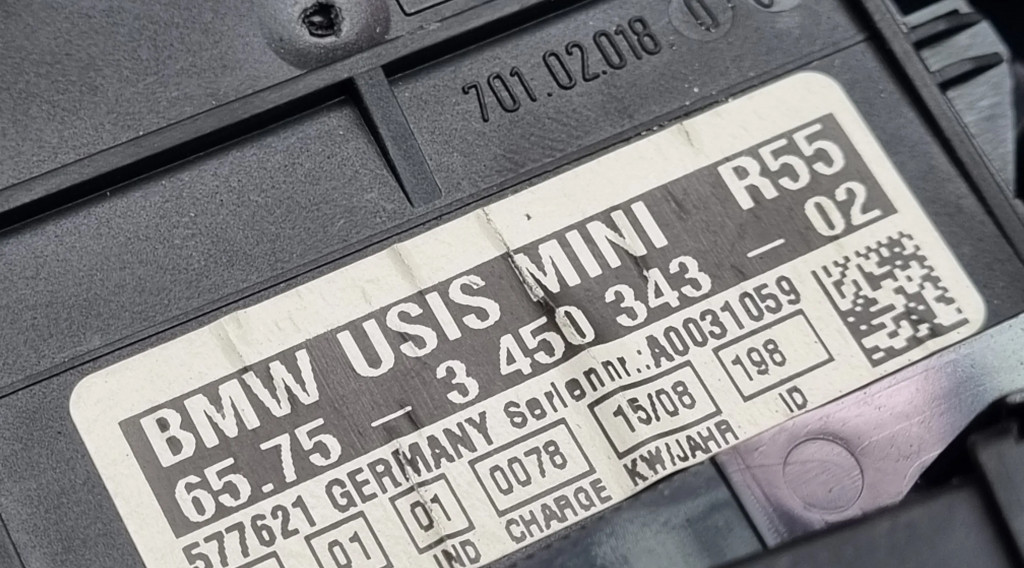 701.02.018
BMW USIS MINI R55
65.75 – 3 450 343 – 02
577621 GERMANY Seriennr.:A0031059
01 01 0078 15/08 198
IND CHARGE KW/JAHR ID